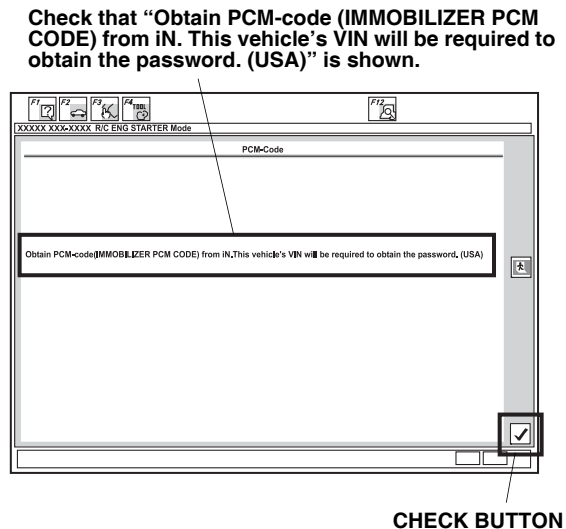 Check that “Obtain PCM-code (IMMOBILIZER PCM
CODE) from iN. This vehicle’s VIN will be required to
obtain the password. (USA)” is shown.
F1 F2 F3 F4 TOOL F12
XXXXX XXX-XXXX R/C ENG STARTER Mode
PCM-Code
Obtain PCM-code(IMMOBILIZER PCM CODE) from iN.This vehicle's VIN will be required to obtain the password. (USA)
CHECK BUTTON